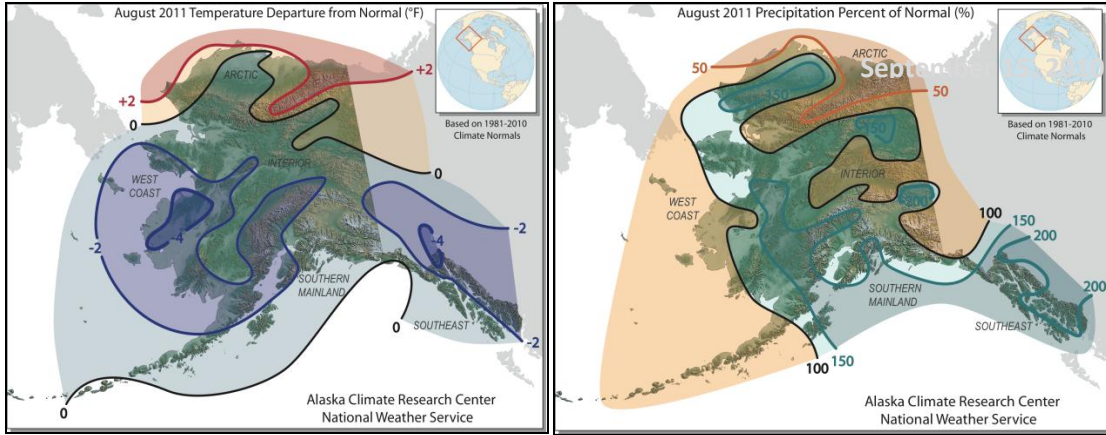 August 2011 Temperature Departure from Normal (°F)
+2
ARCTIC
+2
0
Based on 1981-2010
Climate Normals
INTERIOR
0
WEST
COAST
-4
-2
-2
-4
SOUTHERN
MAINLAND
0
SOUTHEAST
-2
0
Alaska Climate Research Center
National Weather Service
August 2011 Precipitation Percent of Normal (%)
50
ARCTIC
150
50
Based on 1981-2010
Climate Normals
150
INTERIOR
WEST
COAST
200
100
150
200
SOUTHERN
MAINLAND
200
SOUTHEAST
100
150
Alaska Climate Research Center
National Weather Service